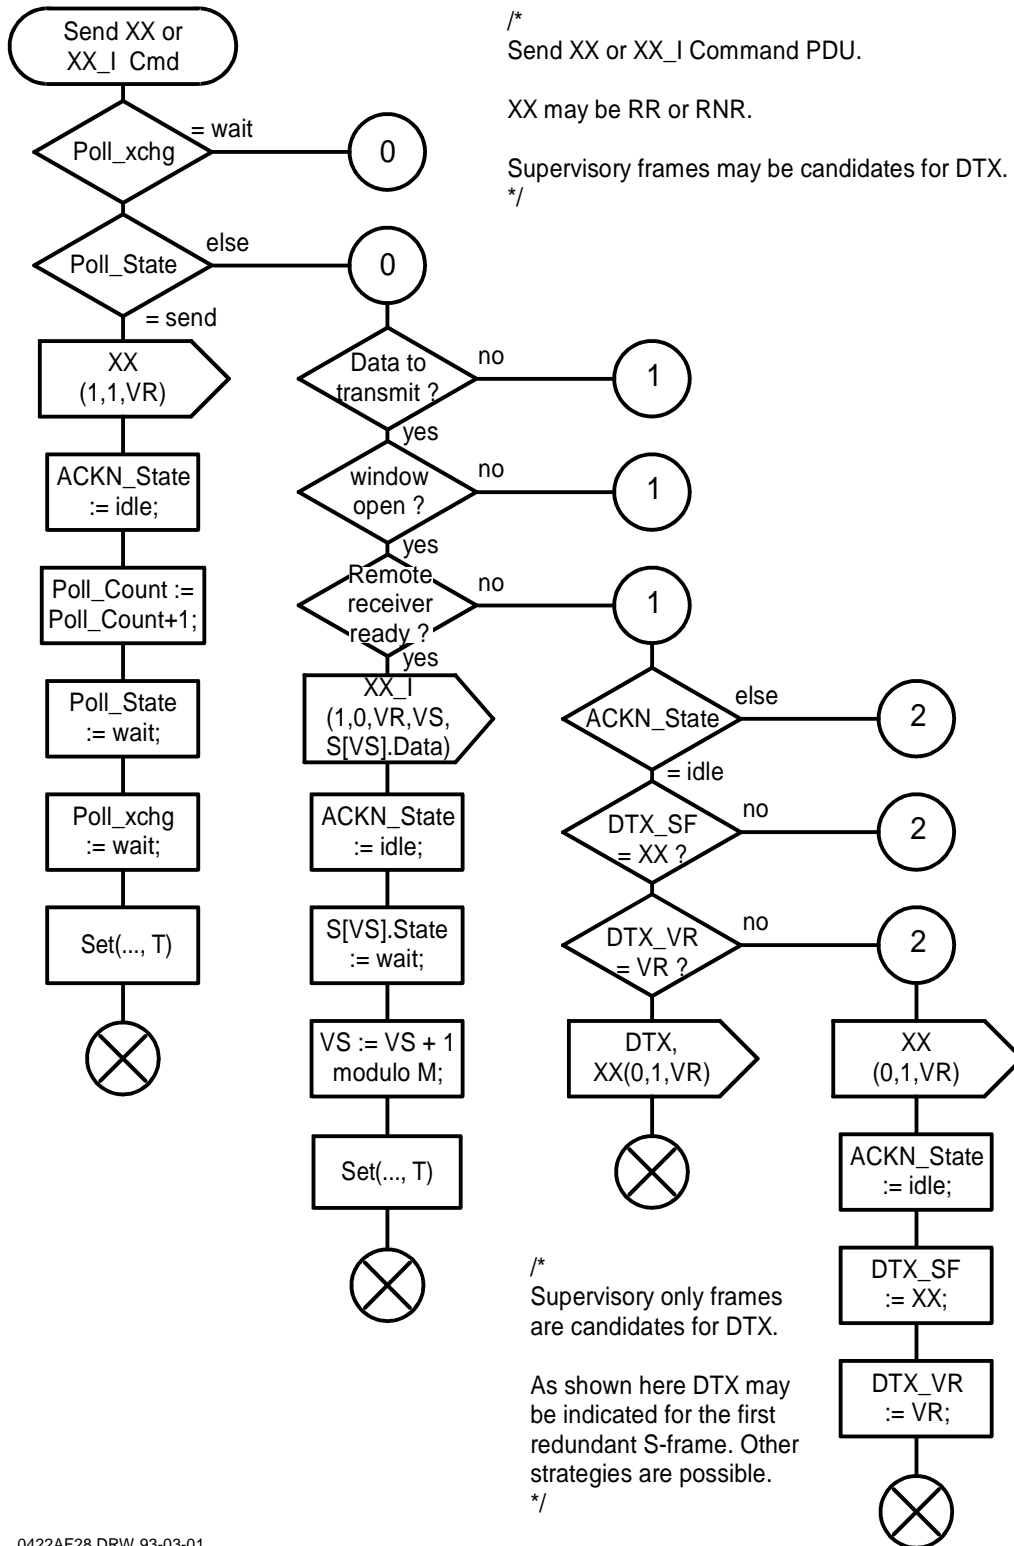 Send XX or
XX_I Cmd
/*
Send XX or XX_I Command PDU.
XX may be RR or RNR.
Supervisory frames may be candidates for DTX.
*/
Poll_xchg
= wait
0
Poll_State
else
0
= send
XX
(1,1,VR)
ACKN_State
:= idle;
Poll_Count :=
Poll_Count+1;
Poll_State
:= wait;
Poll_xchg
:= wait;
Set(..., T)
Data to
transmit ?
no
1
yes
window
open ?
no
1
yes
Remote
receiver
ready ?
no
1
yes
XX_I
(1,0,VR,VS,
S[VS].Data)
ACKN_State
:= idle;
S[VS].State
:= wait;
VS := VS + 1
modulo M;
Set(..., T)
ACKN_State
else
2
= idle
DTX_SF
= XX ?
no
2
DTX_VR
= VR ?
no
2
DTX,
XX(0,1,VR)
XX
(0,1,VR)
ACKN_State
:= idle;
DTX_SF
:= XX;
DTX_VR
:= VR;
/*
Supervisory only frames
are candidates for DTX.
As shown here DTX may
be indicated for the first
redundant S-frame. Other
strategies are possible.
*/
0422AF28.DRW 93-03-01